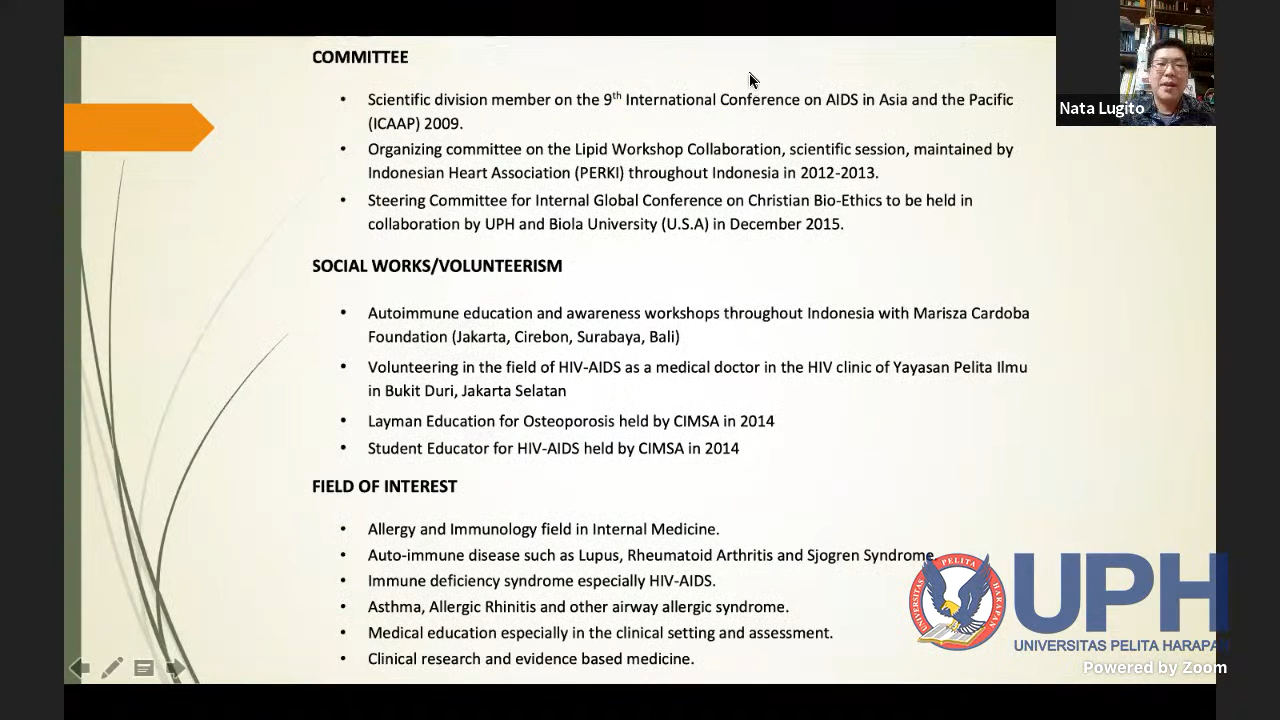 COMMITTEE
• Scientific division member on the 9th International Conference on AIDS in Asia and the Pacific
(ICAAP) 2009.
• Organizing committee on the Lipid Workshop Collaboration, scientific session, maintained by
Indonesian Heart Association (PERKI) throughout Indonesia in 2012-2013.
• Steering Committee for Internal Global Conference on Christian Bio-Ethics to be held in
collaboration by UPH and Biola University (U.S.A) in December 2015.
SOCIAL WORKS/VOLUNTEERISM
• Autoimmune education and awareness workshops throughout Indonesia with Marisza Cardoba
Foundation (Jakarta, Cirebon, Surabaya, Bali)
• Volunteering in the field of HIV-AIDS as a medical doctor in the HIV clinic of Yayasan Pelita Ilmu
in Bukit Duri, Jakarta Selatan
• Layman Education for Osteoporosis held by CIMSA in 2014
• Student Educator for HIV-AIDS held by CIMSA in 2014
FIELD OF INTEREST
• Allergy and Immunology field in Internal Medicine.
• Auto-immune disease such as Lupus, Rheumatoid Arthritis and Sjogren Syndrome.
• Immune deficiency syndrome especially HIV-AIDS.
• Asthma, Allergic Rhinitis and other airway allergic syndrome.
• Medical education especially in the clinical setting and assessment.
• Clinical research and evidence based medicine.
Nata Lugito
UNIVERSITAS PELITA HARAPAN
UPH
UNIVERSITAS PELITA HARAPAN
Powered by Zoom